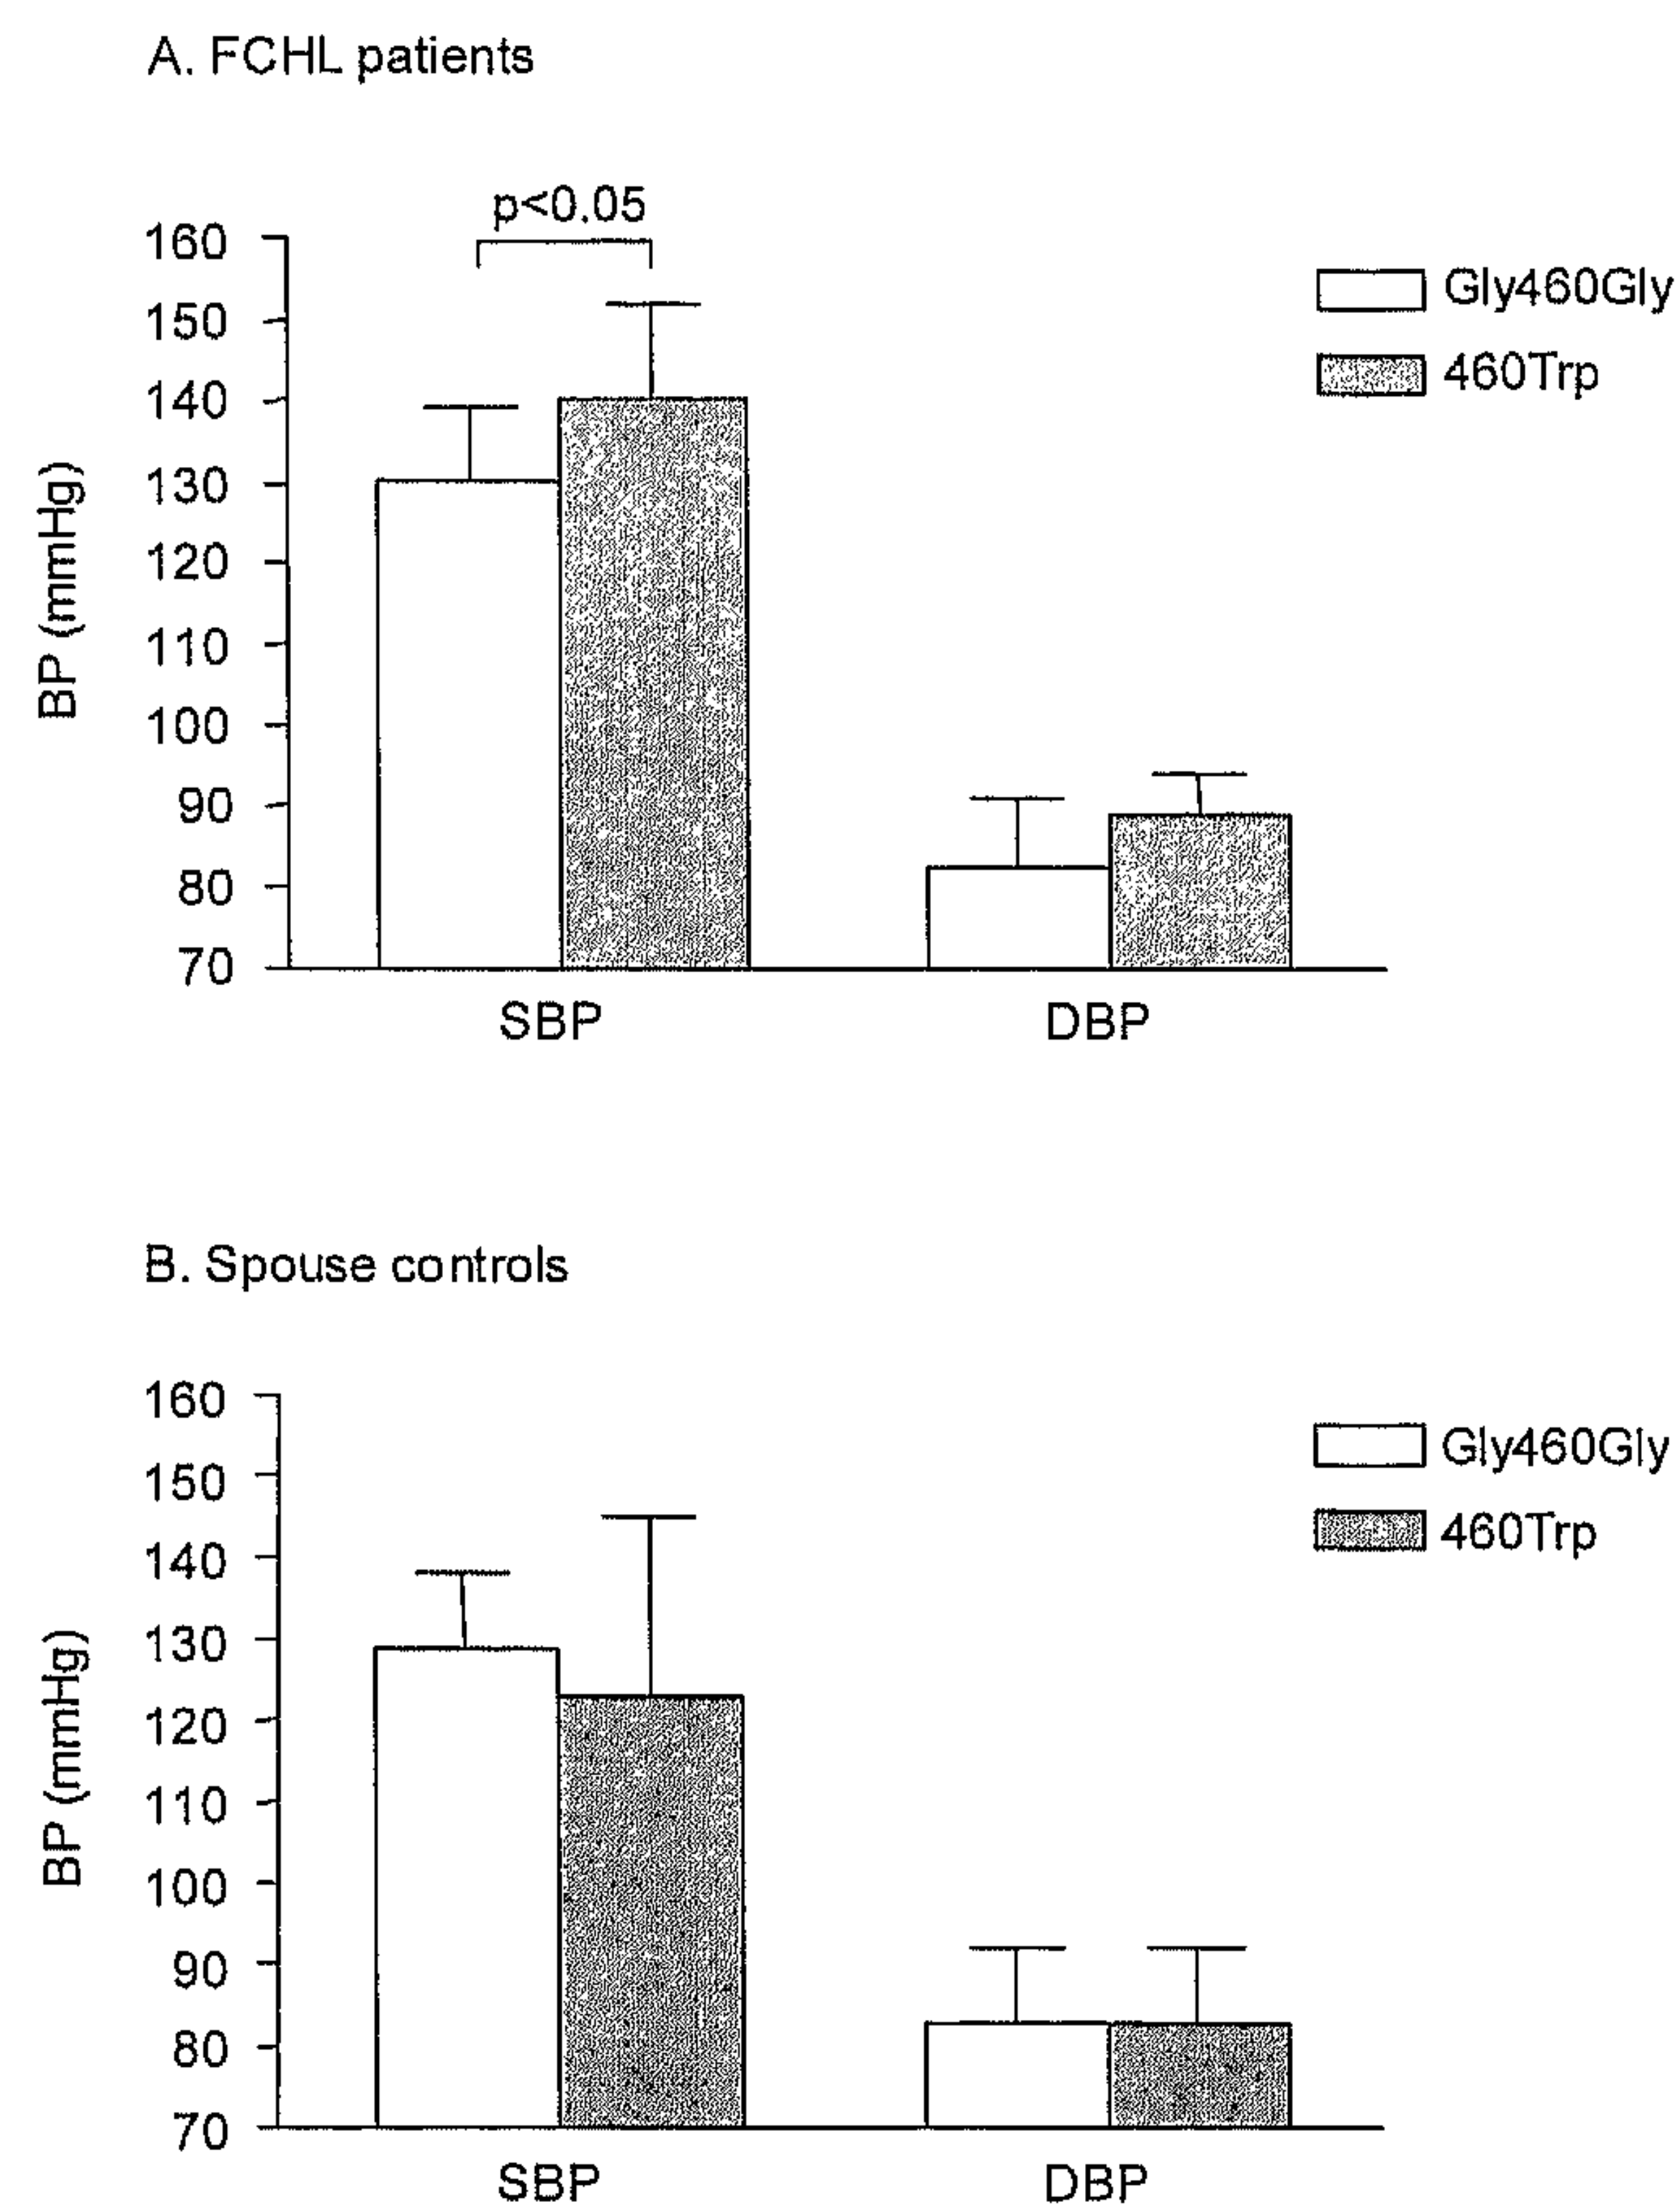 A. FCHL patients
p<0.05
160
150
140
130
120
110
100
90
80
70
BP (mmHg)
Gly460Gly
460Trp
SBP DBP
B. Spouse controls
160
150
140
130
120
110
100
90
80
70
BP (mmHg)
Gly460Gly
460Trp
SBP DBP